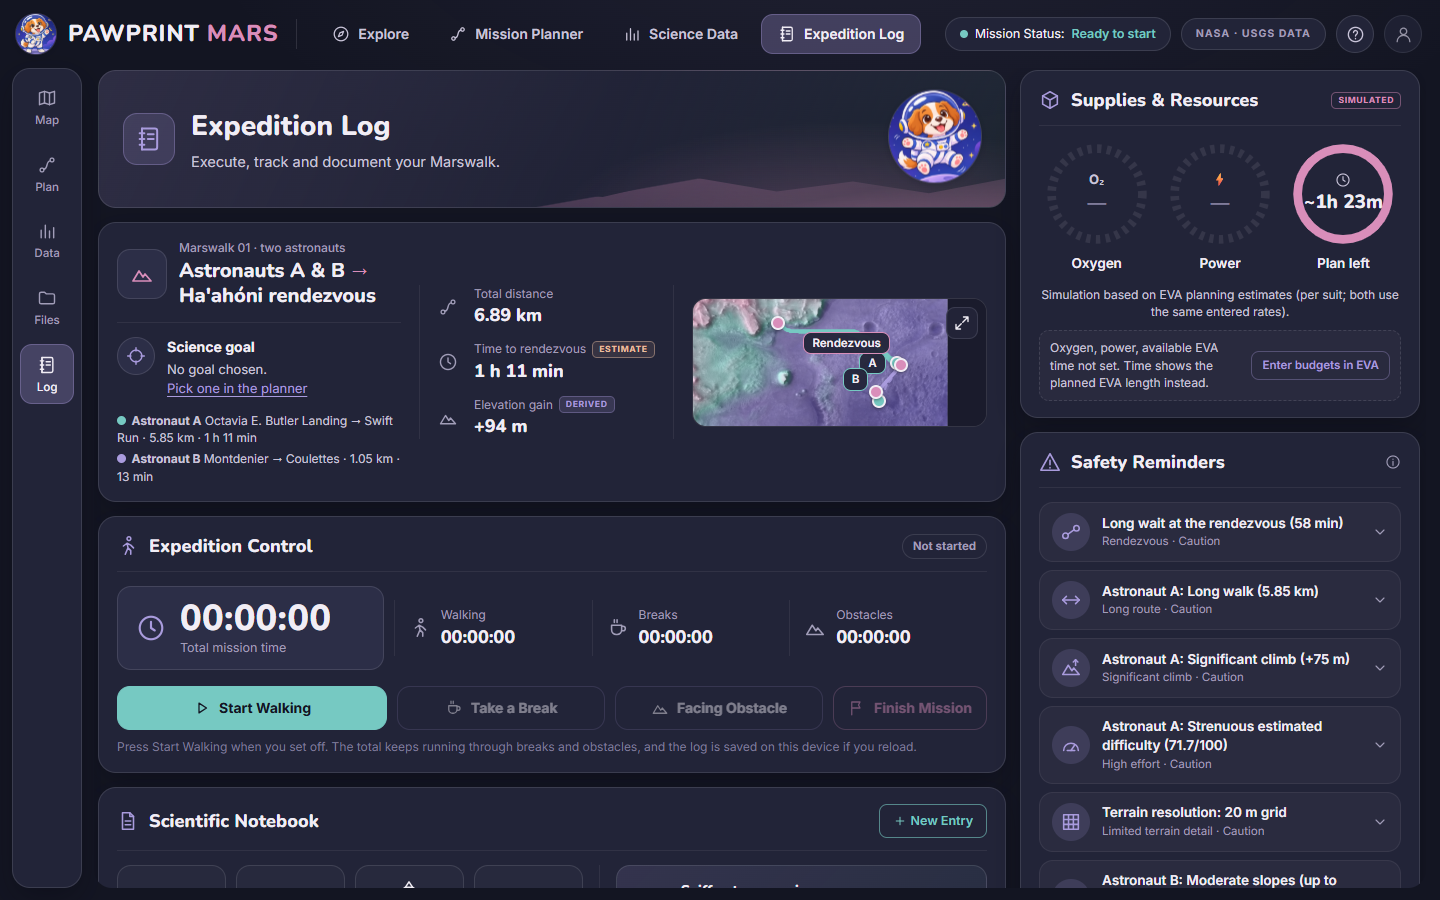 PAWPRINT MARS
Explore
Mission Planner
Science Data
Expedition Log
Mission Status: Ready to start
NASA · USGS DATA
Map
Plan
Data
Files
Log
Expedition Log
Execute, track and document your Marswalk.
Marswalk 01 · two astronauts
Astronauts A & B →
Ha'ahóni rendezvous
Science goal
No goal chosen.
Pick one in the planner
Astronaut A Octavia E. Butler Landing → Swift
Run · 5.85 km · 1 h 11 min
Astronaut B Montdenier → Coulettes · 1.05 km ·
13 min
Total distance
6.89 km
Time to rendezvous ESTIMATE
1 h 11 min
Elevation gain DERIVED
+94 m
Rendezvous
A
B
Expedition Control
Not started
00:00:00
Total mission time
Walking
00:00:00
Breaks
00:00:00
Obstacles
00:00:00
Start Walking
Take a Break
Facing Obstacle
Finish Mission
Press Start Walking when you set off. The total keeps running through breaks and obstacles, and the log is saved on this device if you reload.
Scientific Notebook
+ New Entry
Supplies & Resources
SIMULATED
O₂
—
—
~1h 23m
Oxygen
Power
Plan left
Simulation based on EVA planning estimates (per suit; both use
the same entered rates).
Oxygen, power, available EVA
time not set. Time shows the
planned EVA length instead.
Enter budgets in EVA
Safety Reminders
Long wait at the rendezvous (58 min)
Rendezvous · Caution
Astronaut A: Long walk (5.85 km)
Long route · Caution
Astronaut A: Significant climb (+75 m)
Significant climb · Caution
Astronaut A: Strenuous estimated
difficulty (71.7/100)
High effort · Caution
Terrain resolution: 20 m grid
Limited terrain detail · Caution
Astronaut B: Moderate slopes (up to